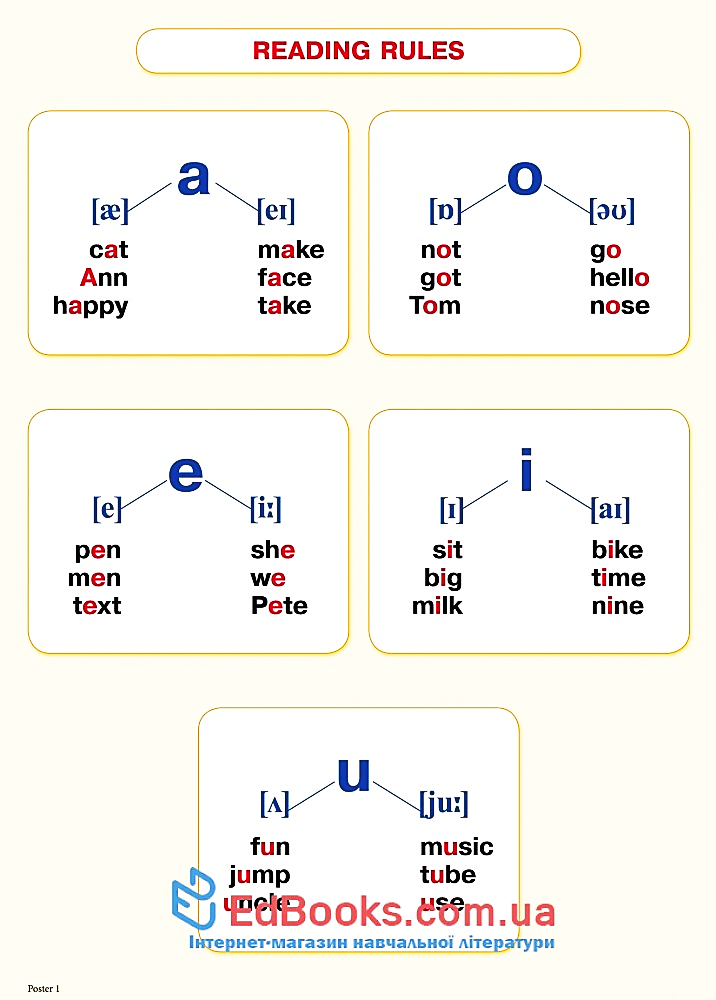 READING RULES
a
[æ] [eɪ]
cat make
Ann face
happy take
o
[ɒ] [əʊ]
not go
got hello
Tom nose
e
[e] [iː]
pen she
men we
text Pete
i
[ɪ] [aɪ]
sit bike
big time
milk nine
u
[ʌ] [juː]
fun music
jump tube
uncle use
EdBooks.com.ua
Інтернет-магазин навчальної літератури
Poster 1